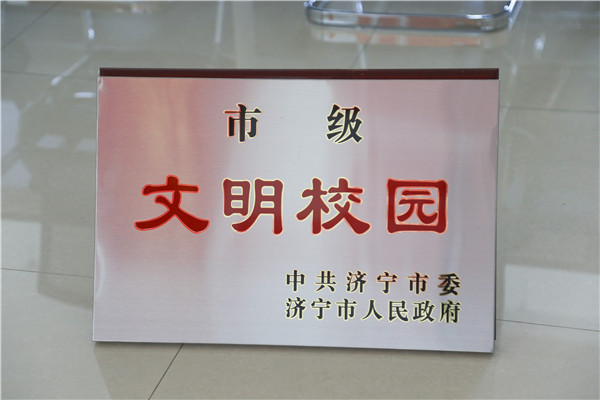 市 级
文明校园
中共济宁市委
济宁市人民政府